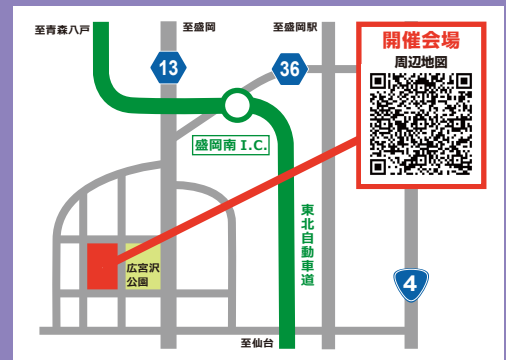 至青森八戸
至盛岡
至盛岡駅
開催会場
周辺地図
13
36
盛岡南 I.C.
東北自動車道
広宮沢
公園
4
至仙台